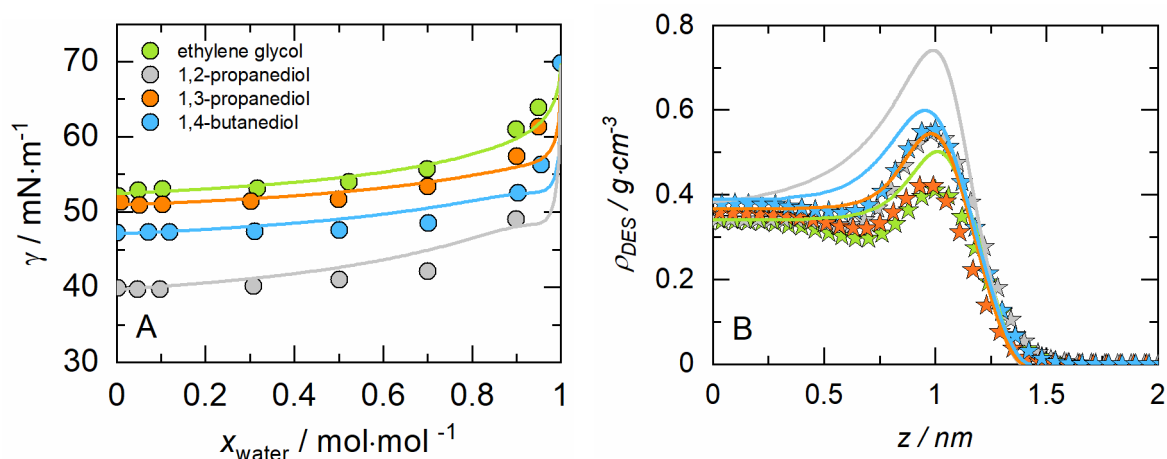 ethylene glycol
1,2-propanediol
1,3-propanediol
1,4-butanediol
γ / mN·m⁻¹
70
60
50
40
30
A
0
0.2
0.4
0.6
0.8
1
x_water / mol·mol ⁻¹
ρ_DES / g·cm⁻³
0.8
0.6
0.4
0.2
0
B
0
0.5
1
1.5
2
z / nm